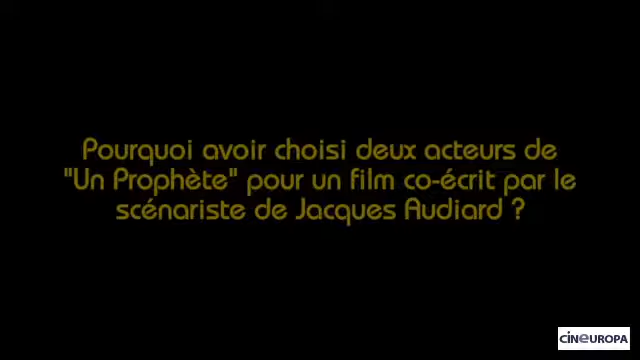 Pourquoi avoir choisi deux acteurs de
"Un Prophète" pour un film co-écrit par le
scénariste de Jacques Audiard ?
CINEUROPA